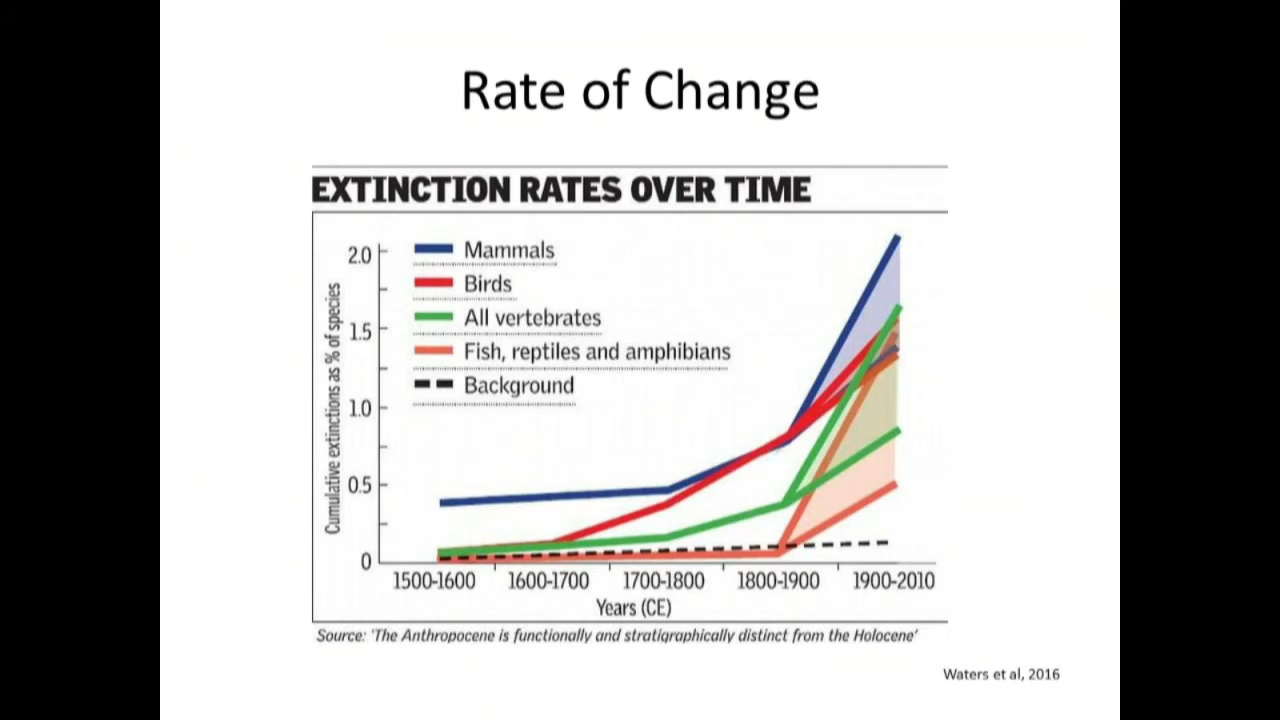 Rate of Change
EXTINCTION RATES OVER TIME
Mammals
Birds
All vertebrates
Fish, reptiles and amphibians
Background
Cumulative extinctions as % of species
2.0
1.5
1.0
0.5
0
1500-1600 1600-1700 1700-1800 1800-1900 1900-2010
Years (CE)
Source: 'The Anthropocene is functionally and stratigraphically distinct from the Holocene'
Waters et al, 2016